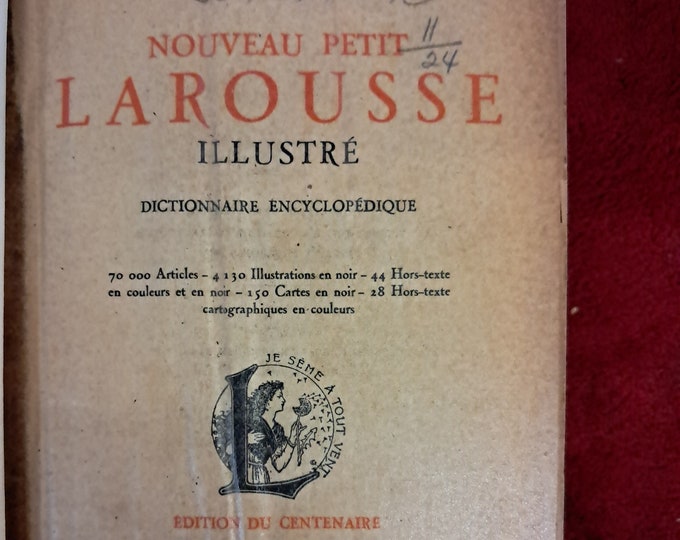 NOUVEAU PETIT
11
24
LAROUSSE
ILLUSTRÉ
DICTIONNAIRE ENCYCLOPÉDIQUE
70 000 Articles – 4 130 Illustrations en noir – 44 Hors-texte
en couleurs et en noir – 150 Cartes en noir – 28 Hors-texte
cartographiques en couleurs
JE SÈME À TOUT VENT
L
ÉDITION DU CENTENAIRE